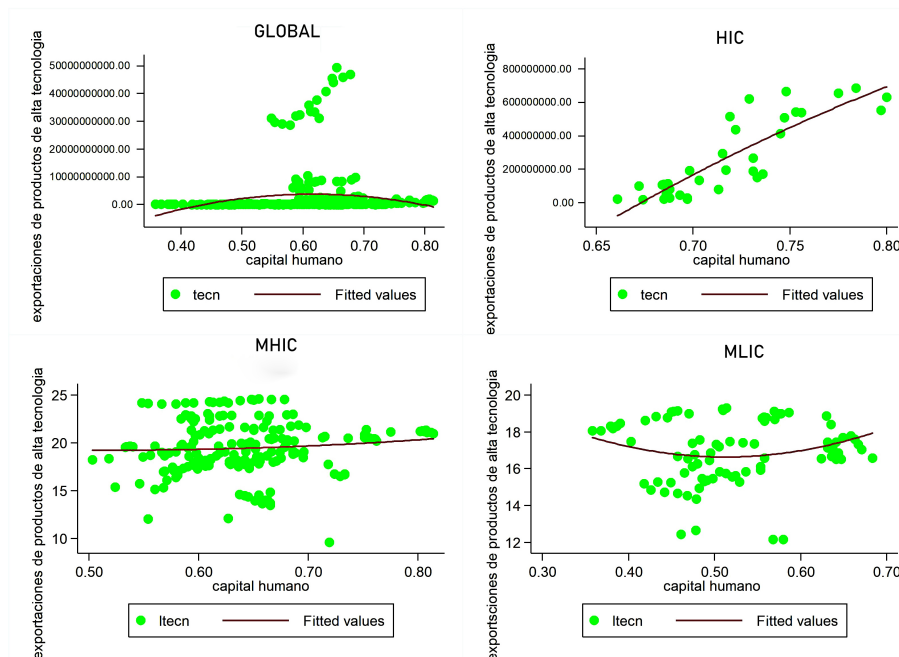 GLOBAL
exportaciones de productos de alta tecnologia
50000000000.00
40000000000.00
30000000000.00
20000000000.00
10000000000.00
0.00
0.40 0.50 0.60 0.70 0.80
capital humano
tecn Fitted values
HIC
exportaciones de productos de alta tecnologia
800000000.00
600000000.00
400000000.00
200000000.00
0.00
0.65 0.70 0.75 0.80
capital humano
tecn Fitted values
MHIC
exportaciones de productos de alta tecnologia
25
20
15
10
0.50 0.60 0.70 0.80
capital humano
ltecn Fitted values
MLIC
exportsciones de productos de alta tecnologia
20
18
16
14
12
0.30 0.40 0.50 0.60 0.70
capital humano
ltecn Fitted values